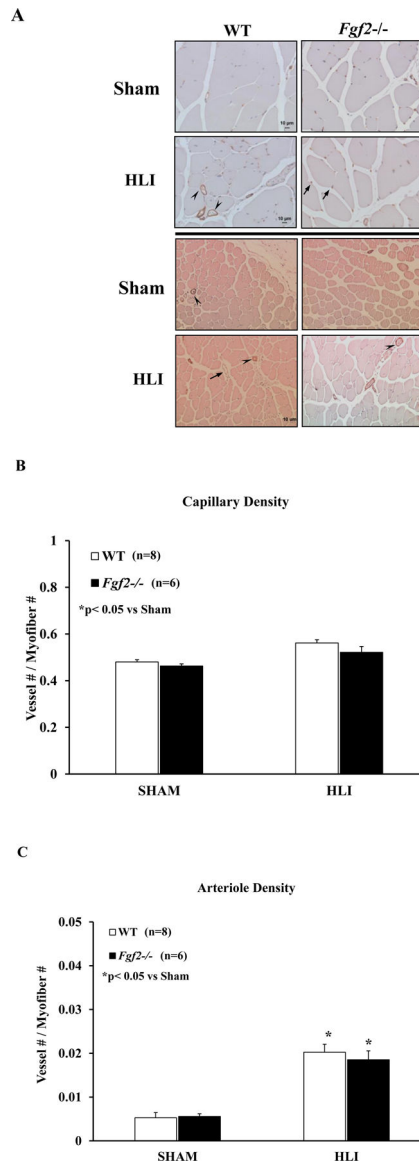 A
WT Fgf2-/-
Sham
10 µm
HLI
10 µm
Sham
HLI
10 µm
B
Capillary Density
1
0.8
0.6
0.4
0.2
0
Vessel # / Myofiber #
WT (n=8)
Fgf2-/- (n=6)
*p< 0.05 vs Sham
SHAM HLI
C
Arteriole Density
0.05
0.04
0.03
0.02
0.01
0
Vessel # / Myofiber #
WT (n=8)
Fgf2-/- (n=6)
*p< 0.05 vs Sham
* *
SHAM HLI